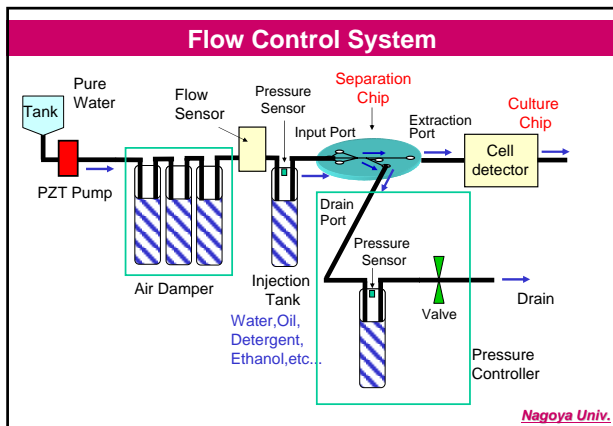 Flow Control System
Pure
Water
Tank
PZT Pump
Air Damper
Flow
Sensor
Pressure
Sensor
Injection
Tank
Water,Oil,
Detergent,
Ethanol,etc...
Separation
Chip
Input Port
Extraction
Port
Culture
Chip
Cell
detector
Drain
Port
Pressure
Sensor
Valve
Drain
Pressure
Controller
Nagoya Univ.